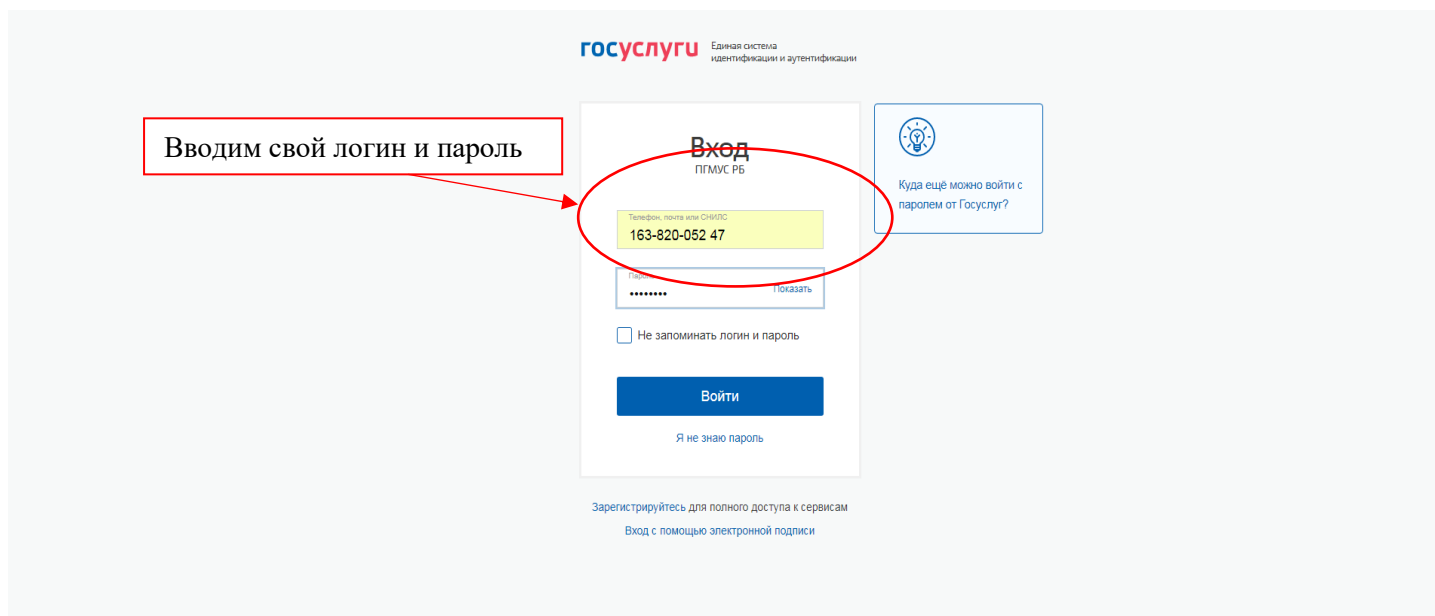 госуслуги
Единая система
идентификации и аутентификации
Вводим свой логин и пароль
Вход
ПГМУС РБ
Куда ещё можно войти с
паролем от Госуслуг?
Телефон, почта или СНИЛС
163-820-052 47
Пароль
•••••••• Показать
Не запоминать логин и пароль
Войти
Я не знаю пароль
Зарегистрируйтесь для полного доступа к сервисам
Вход с помощью электронной подписи